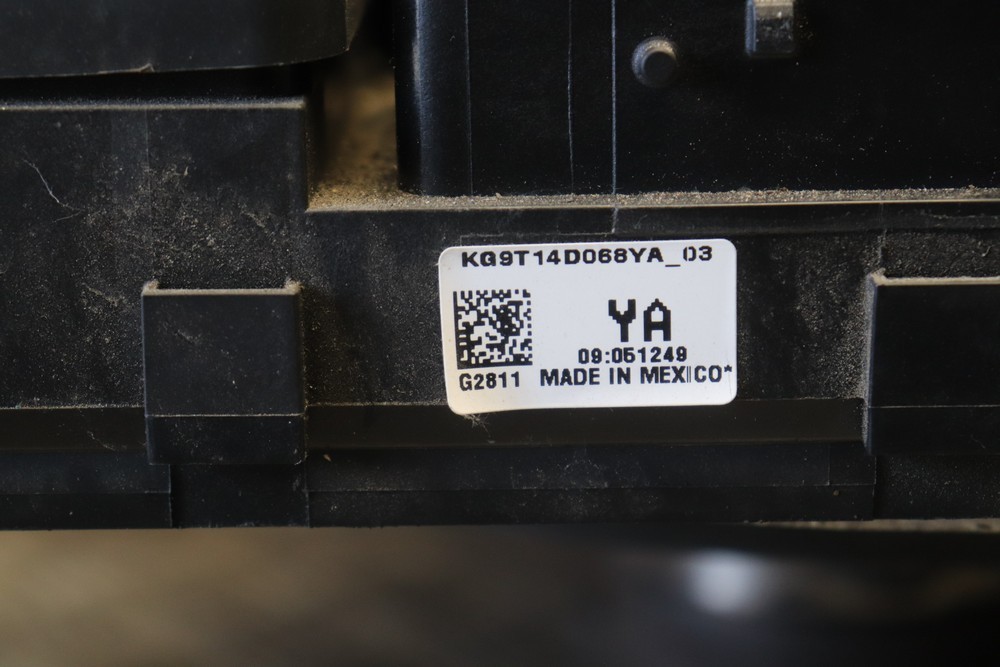 KG9T14D068YA_03
YA
09:051249
G2811 MADE IN MEXICO*